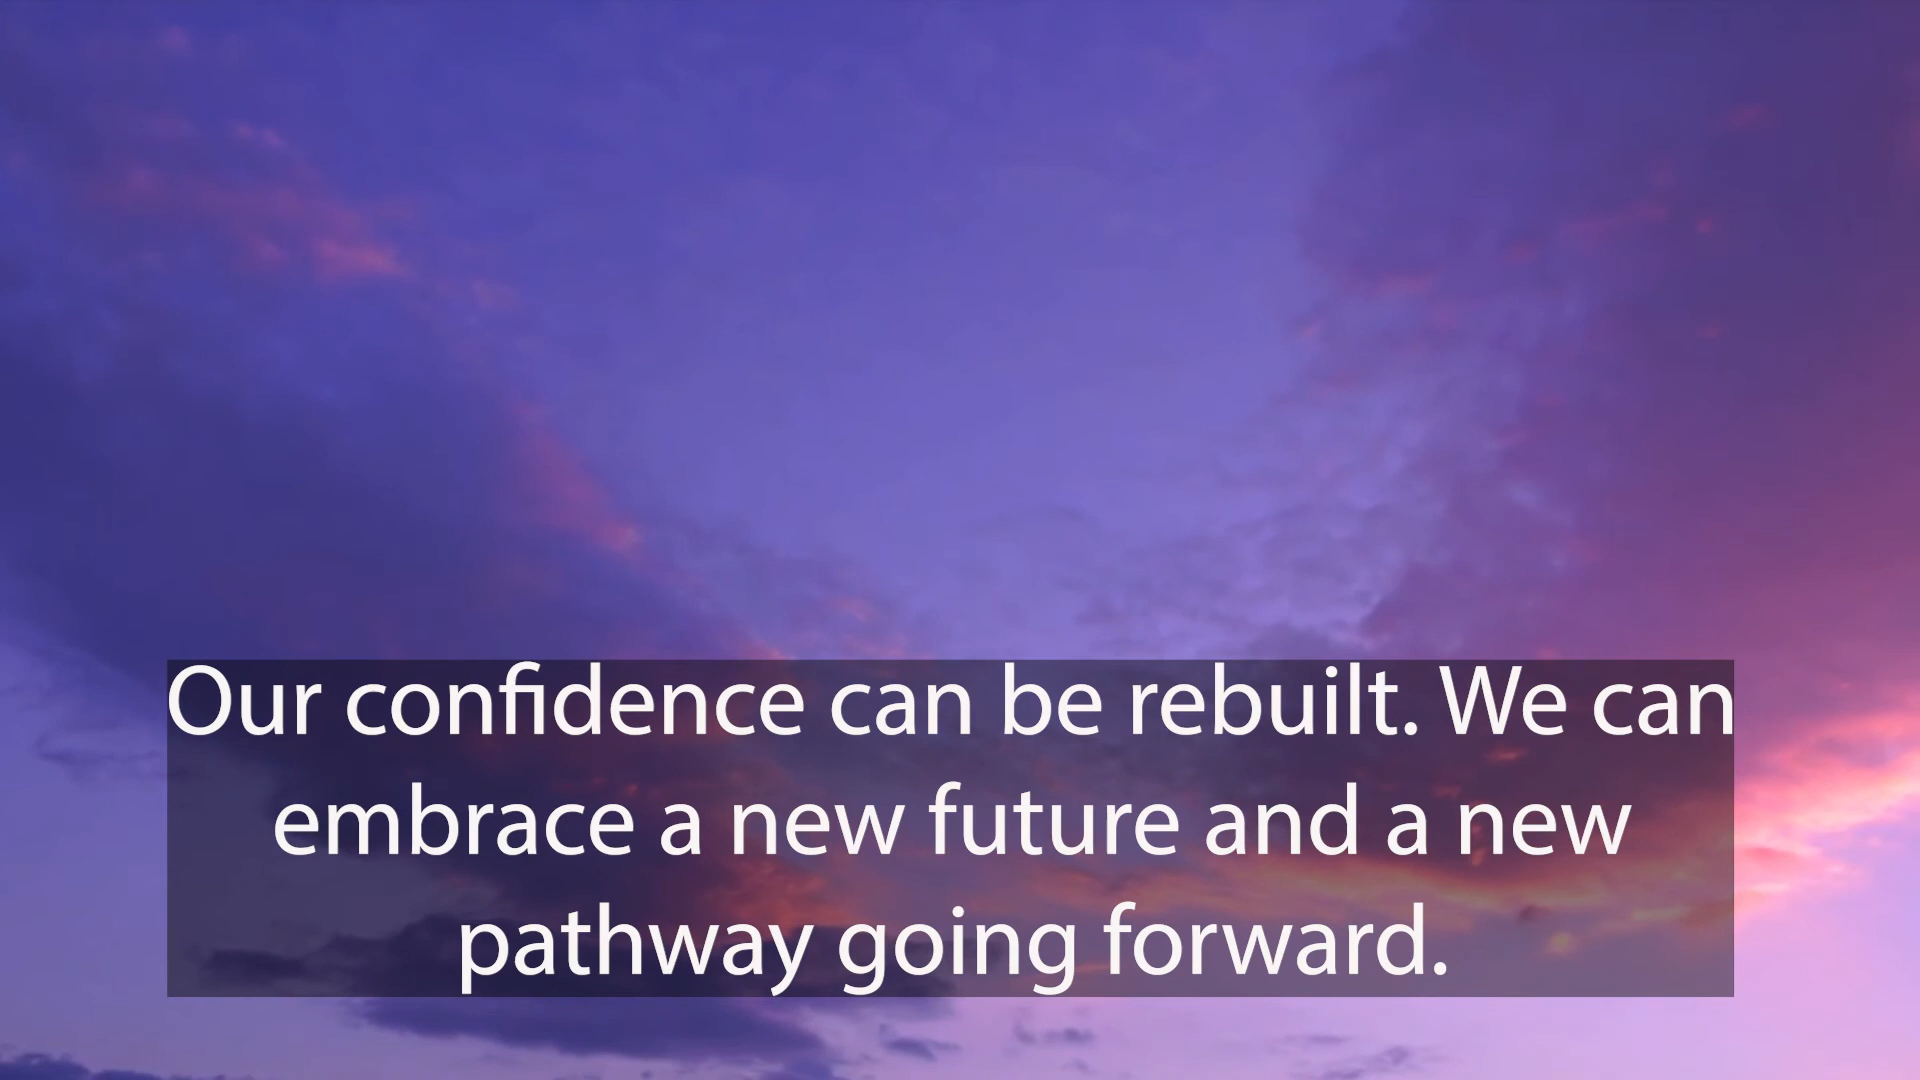 Our confidence can be rebuilt. We can
embrace a new future and a new
pathway going forward.